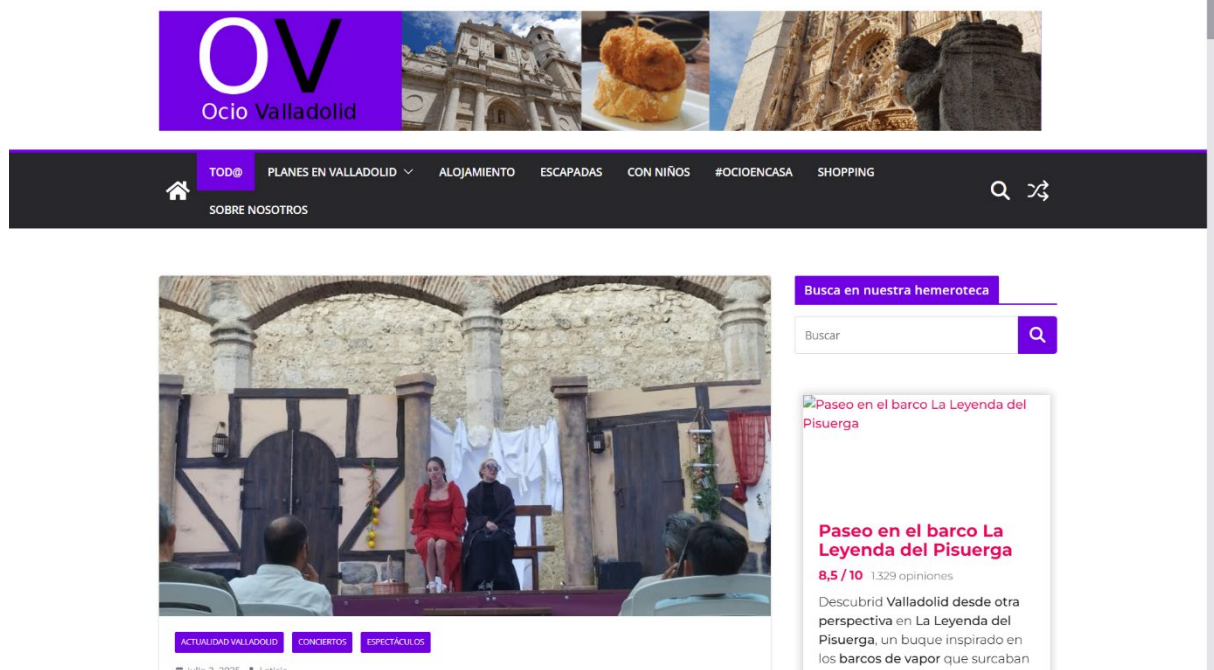 OV
Ocio Valladolid
TOD@
PLANES EN VALLADOLID
ALOJAMIENTO
ESCAPADAS
CON NIÑOS
#OCIOENCASA
SHOPPING
SOBRE NOSOTROS
Busca en nuestra hemeroteca
Buscar
Paseo en el barco La Leyenda del
Pisuerga
Paseo en el barco La
Leyenda del Pisuerga
8,5 / 10 1.329 opiniones
Descubrid Valladolid desde otra
perspectiva en La Leyenda del
Pisuerga, un buque inspirado en
los barcos de vapor que surcaban
ACTUALIDAD VALLADOLID
CONCIERTOS
ESPECTÁCULOS